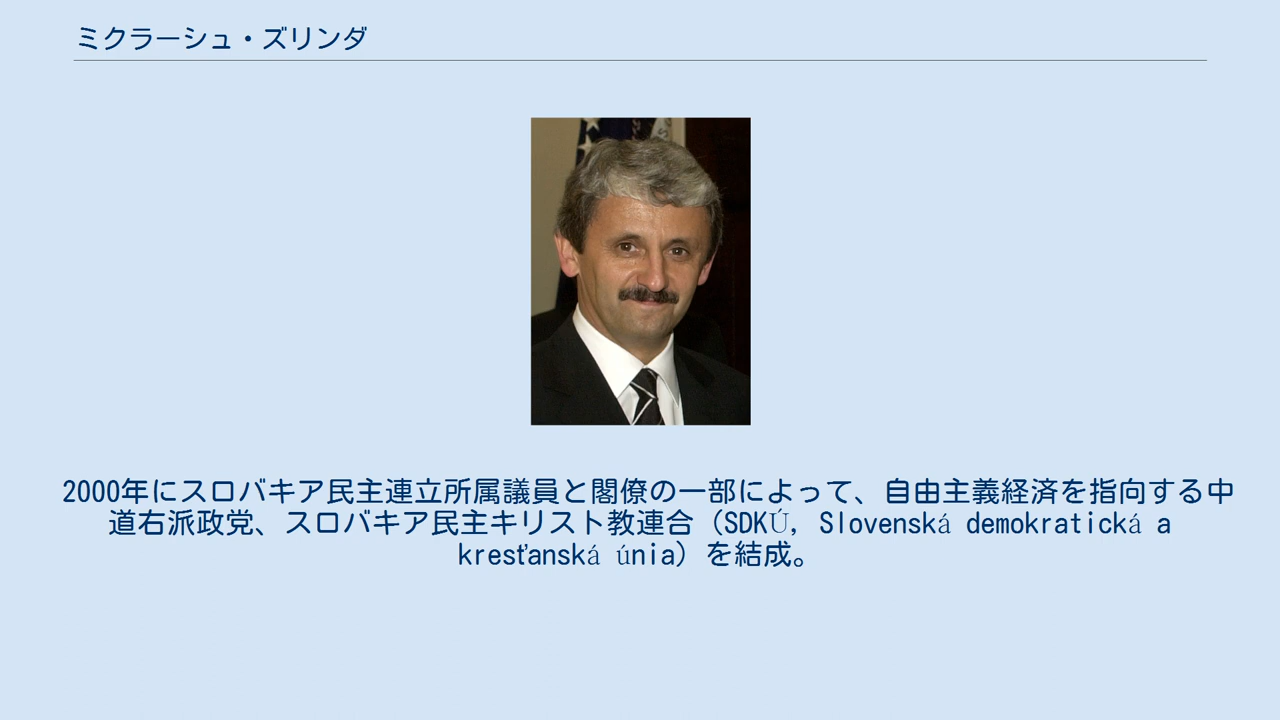 ミクラーシュ・ズリンダ
2000年にスロバキア民主連立所属議員と閣僚の一部によって、自由主義経済を指向する中
道右派政党、スロバキア民主キリスト教連合（SDKÚ, Slovenská demokratická a
kresťanská únia）を結成。